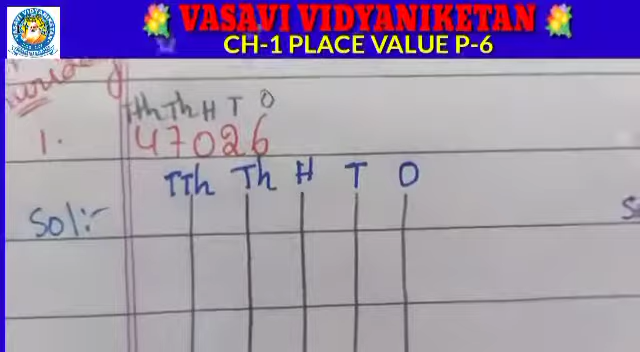 VASAVI VIDYANIKETAN
CH-1 PLACE VALUE P-6
TTh Th H T O
1. 47026
TTh Th H T O
Sol:-